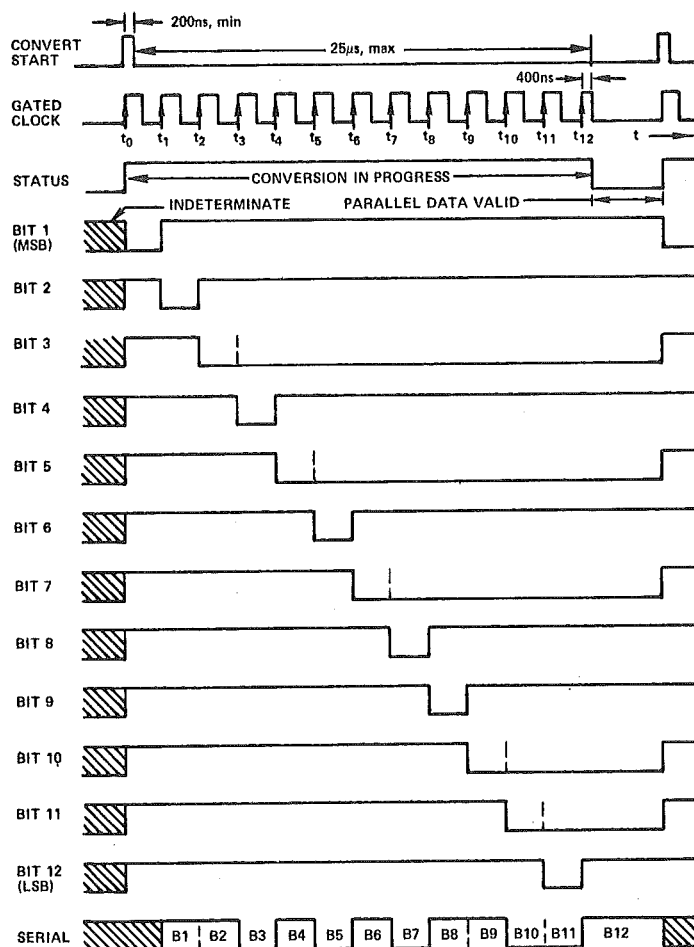 200ns, min
CONVERT START
25μs, max
400ns
GATED CLOCK
t0 t1 t2 t3 t4 t5 t6 t7 t8 t9 t10 t11 t12 t
STATUS
CONVERSION IN PROGRESS
INDETERMINATE
PARALLEL DATA VALID
BIT 1
(MSB)
BIT 2
BIT 3
BIT 4
BIT 5
BIT 6
BIT 7
BIT 8
BIT 9
BIT 10
BIT 11
BIT 12
(LSB)
SERIAL B1 B2 B3 B4 B5 B6 B7 B8 B9 B10 B11 B12